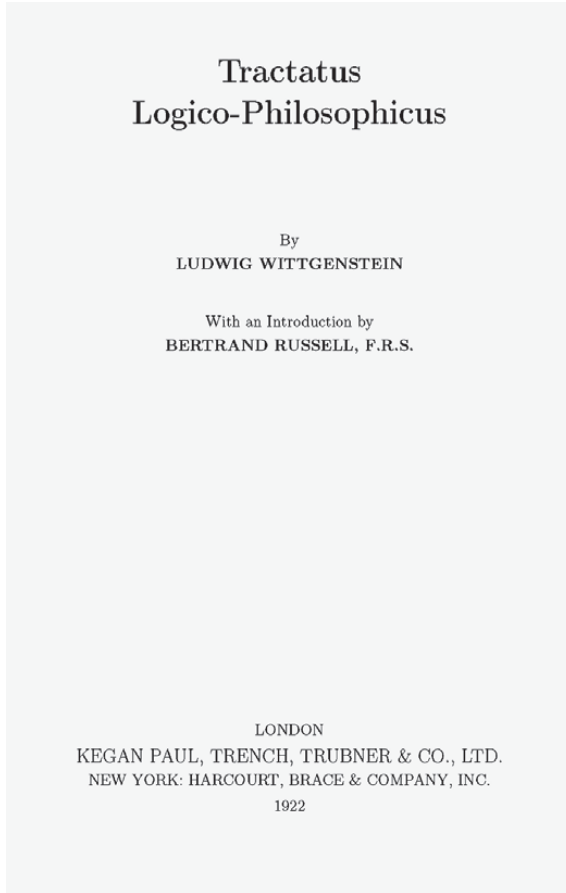 Tractatus
Logico-Philosophicus
By
LUDWIG WITTGENSTEIN
With an Introduction by
BERTRAND RUSSELL, F.R.S.
LONDON
KEGAN PAUL, TRENCH, TRUBNER & CO., LTD.
NEW YORK: HARCOURT, BRACE & COMPANY, INC.
1922